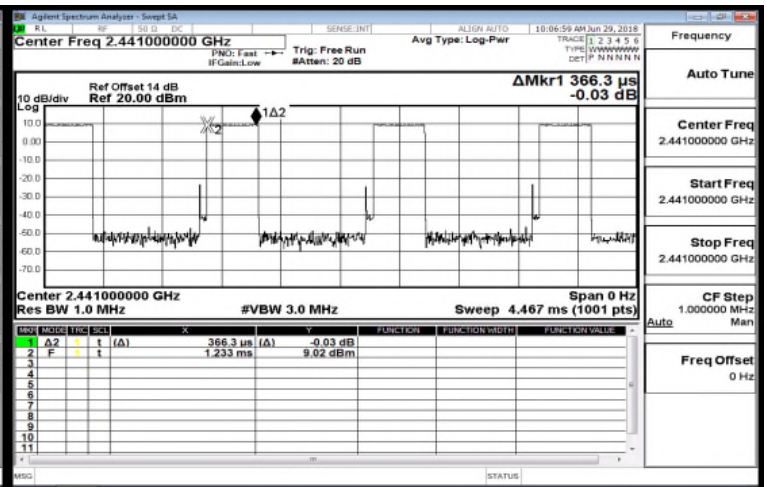 Agilent Spectrum Analyzer - Swept SA
RL RF 50 Ω DC SENSE:INT ALIGN AUTO 10:06:59 AM Jun 29, 2018
Center Freq 2.441000000 GHz
PNO: Fast
IFGain:Low
Trig: Free Run
#Atten: 20 dB
Avg Type: Log-Pwr
TRACE 1 2 3 4 5 6
TYPE WWWWWW
DET P N N N N N
Frequency
ΔMkr1 366.3 µs
-0.03 dB
Ref Offset 14 dB
10 dB/div Ref 20.00 dBm
Log
10.0
0.00
-10.0
-20.0
-30.0
-40.0
-50.0
-60.0
-70.0
1Δ2
2
Center 2.441000000 GHz Span 0 Hz
Res BW 1.0 MHz #VBW 3.0 MHz Sweep 4.467 ms (1001 pts)
MKR MODE TRC SCL X Y FUNCTION FUNCTION WIDTH FUNCTION VALUE
1 Δ2 1 t (Δ) 366.3 µs (Δ) -0.03 dB
2 F 1 t 1.233 ms 9.02 dBm
3
4
5
6
7
8
9
10
11
MSG STATUS
Auto Tune
Center Freq
2.441000000 GHz
Start Freq
2.441000000 GHz
Stop Freq
2.441000000 GHz
CF Step
1.000000 MHz
Auto Man
Freq Offset
0 Hz